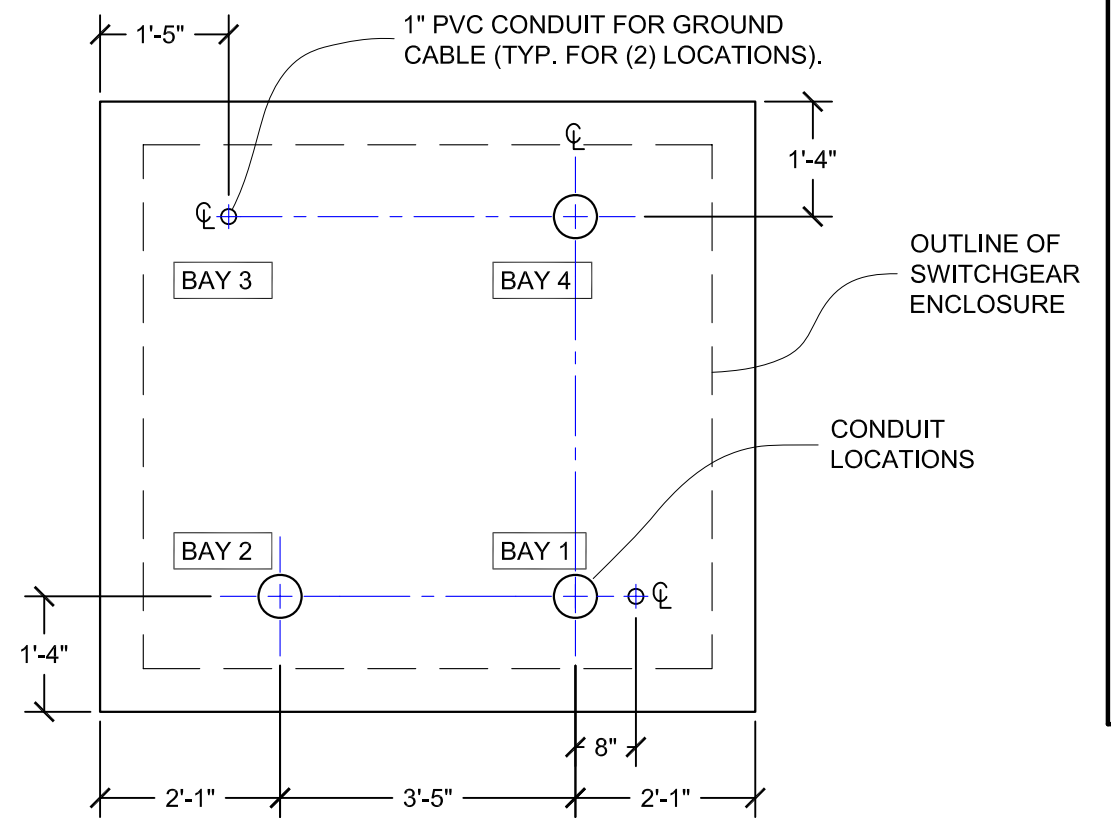 1'-5"
1" PVC CONDUIT FOR GROUND
CABLE (TYP. FOR (2) LOCATIONS).
℄
1'-4"
℄
BAY 3
BAY 4
OUTLINE OF
SWITCHGEAR
ENCLOSURE
CONDUIT
LOCATIONS
BAY 2
BAY 1
℄
1'-4"
8"
2'-1"
3'-5"
2'-1"